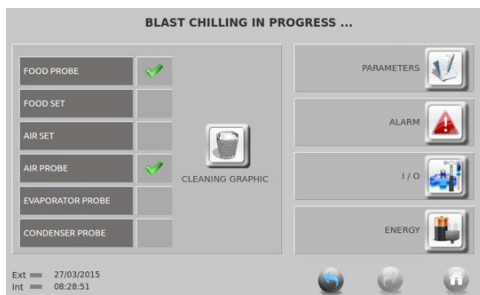 BLAST CHILLING IN PROGRESS ...
FOOD PROBE
FOOD SET
AIR SET
AIR PROBE
EVAPORATOR PROBE
CONDENSER PROBE
CLEANING GRAPHIC
PARAMETERS
ALARM
I / O
ENERGY
Ext 27/03/2015
Int 08:28:51